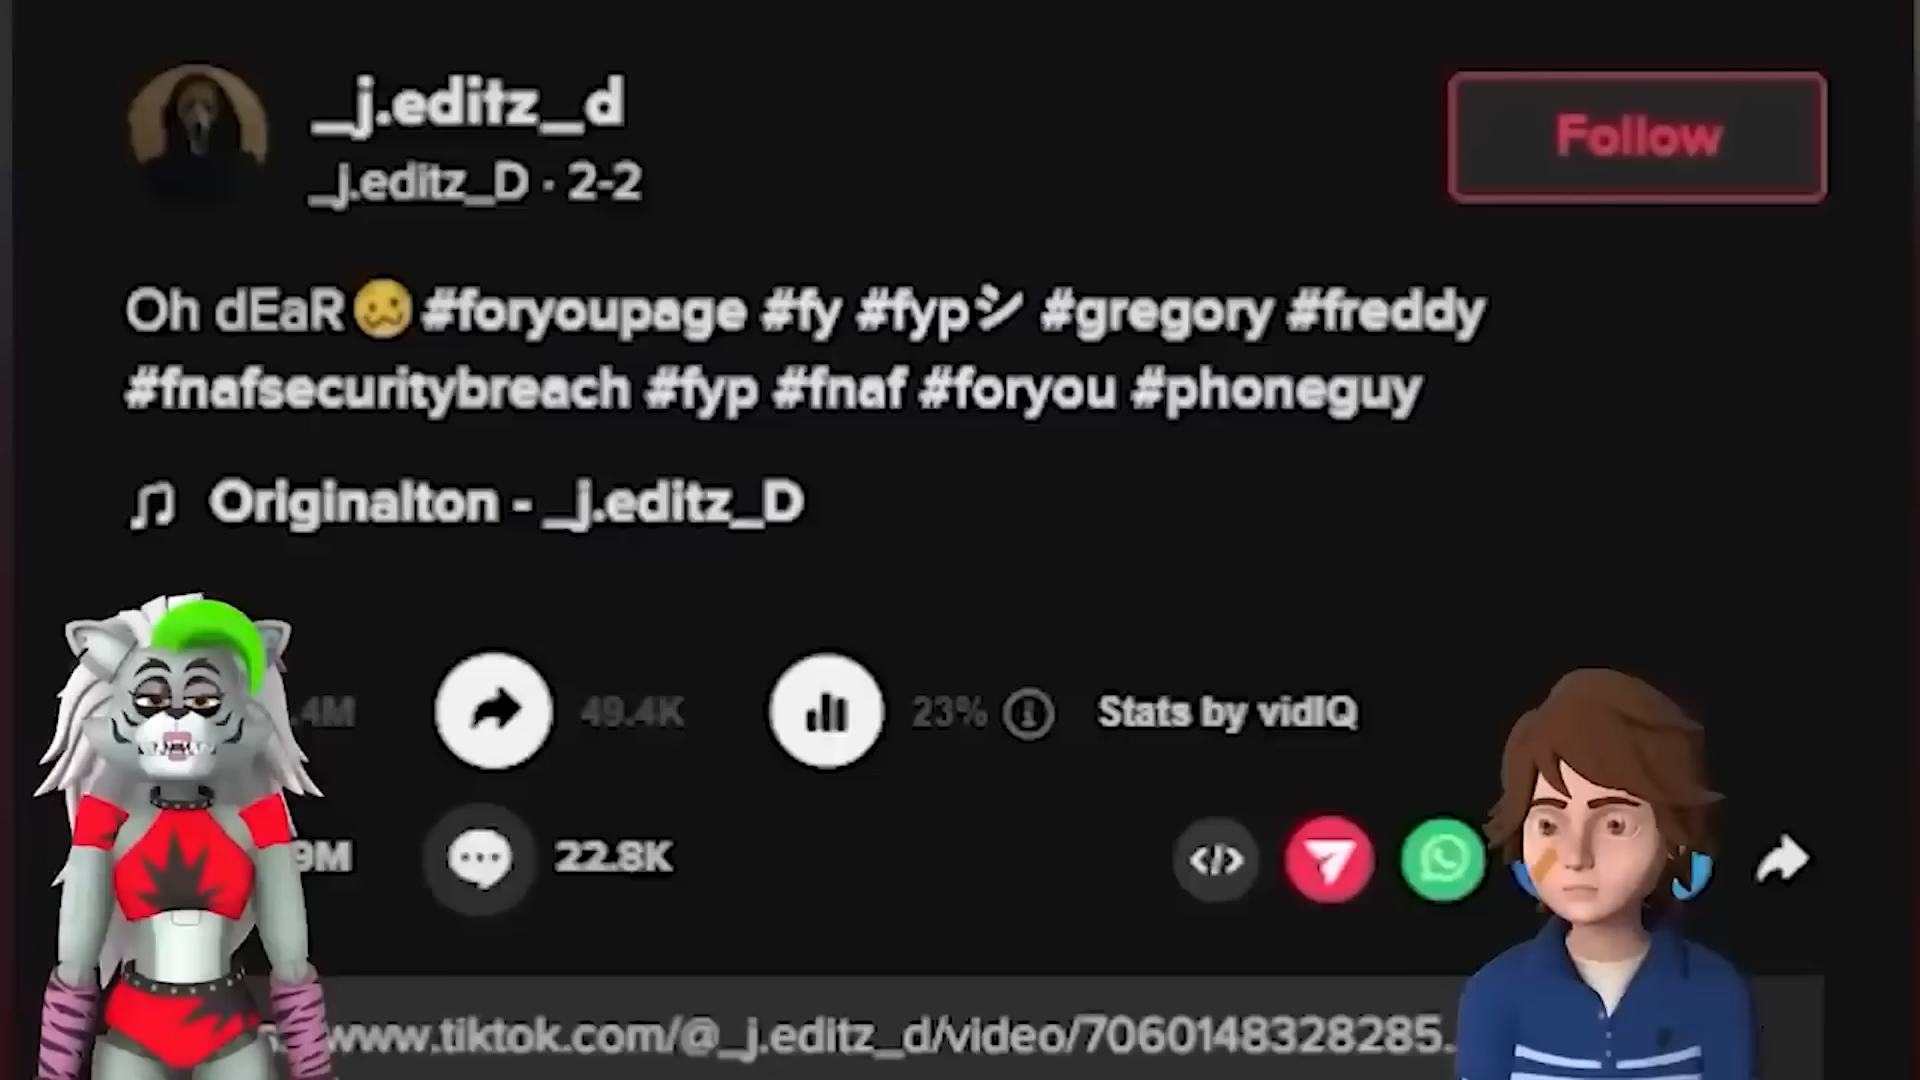 _j.editz_d
_j.editz_D · 2-2
Follow
Oh dEaR🥴 #foryoupage #fy #fypシ #gregory #freddy
#fnafsecuritybreach #fyp #fnaf #foryou #phoneguy
Originalton - _j.editz_D
.4M 49.4K 23% Stats by vidIQ
9M 22.8K
www.tiktok.com/@_j.editz_d/video/7060148328285.